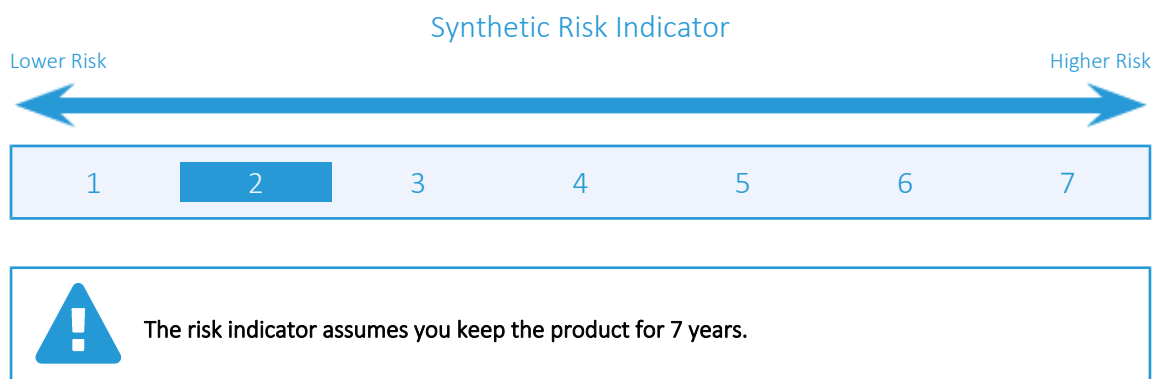 Synthetic Risk Indicator
Lower Risk
Higher Risk
1 2 3 4 5 6 7
The risk indicator assumes you keep the product for 7 years.